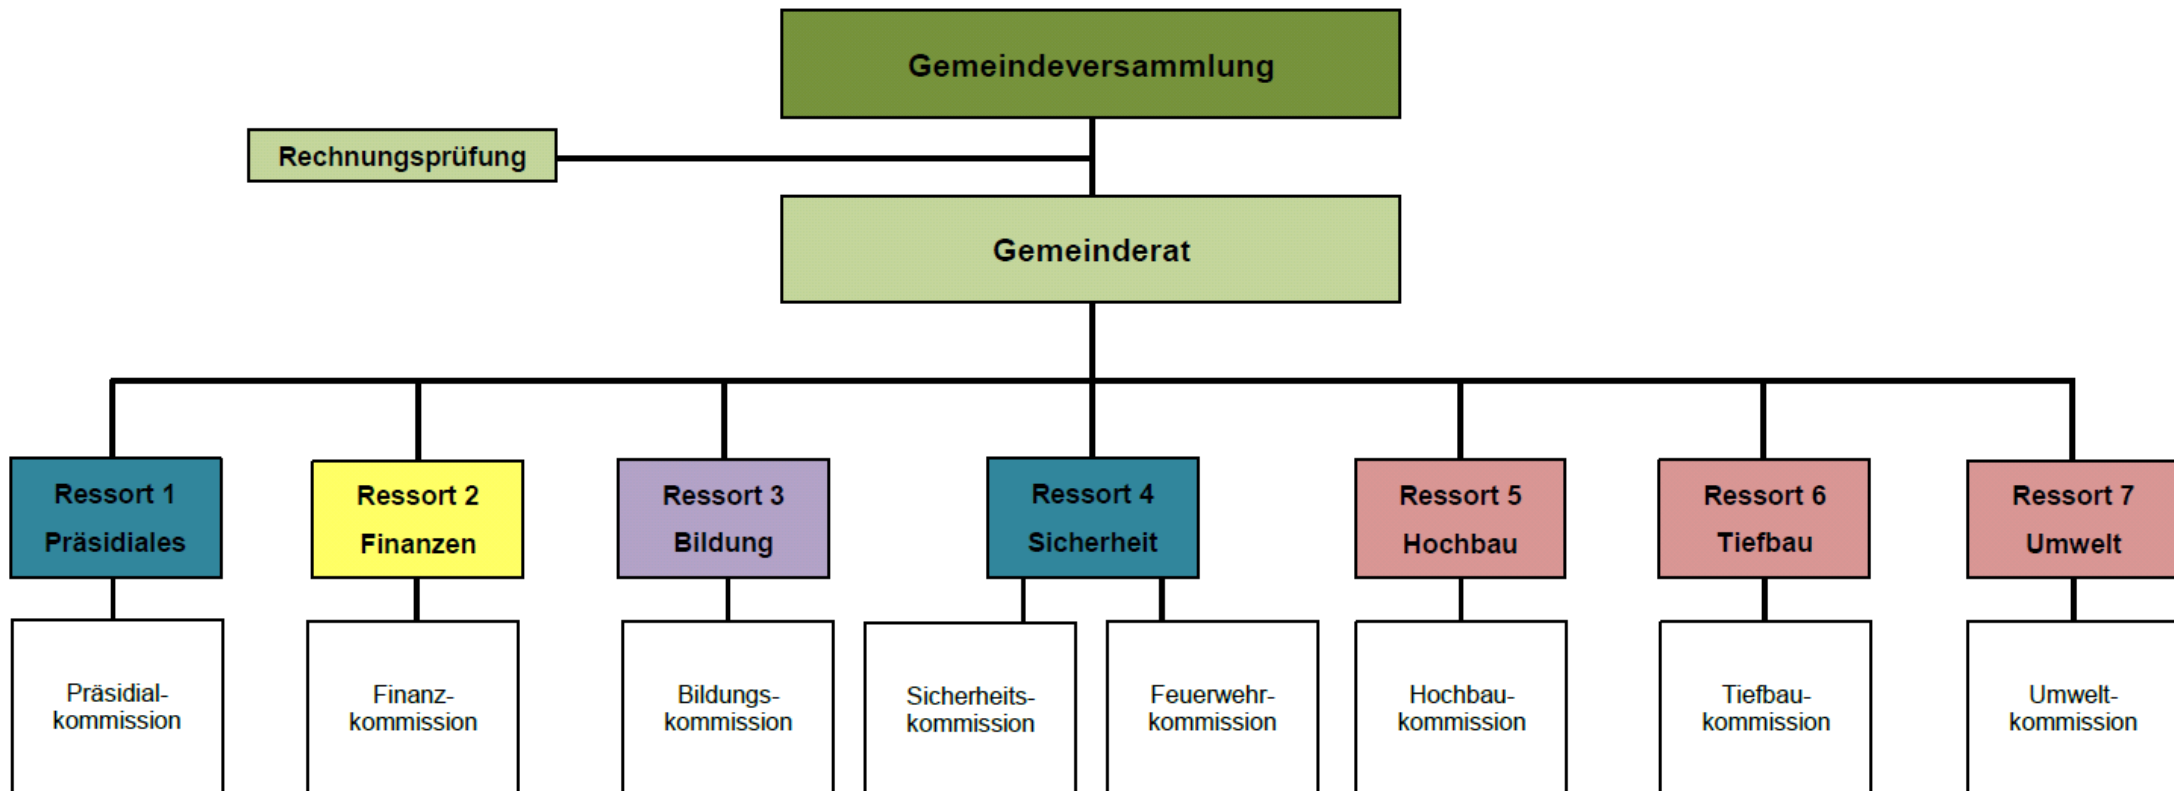 Gemeindeversammlung
Rechnungsprüfung
Gemeinderat
Ressort 1
Präsidiales
Ressort 2
Finanzen
Ressort 3
Bildung
Ressort 4
Sicherheit
Ressort 5
Hochbau
Ressort 6
Tiefbau
Ressort 7
Umwelt
Präsidial-
kommission
Finanz-
kommission
Bildungs-
kommission
Sicherheits-
kommission
Feuerwehr-
kommission
Hochbau-
kommission
Tiefbau-
kommission
Umwelt-
kommission